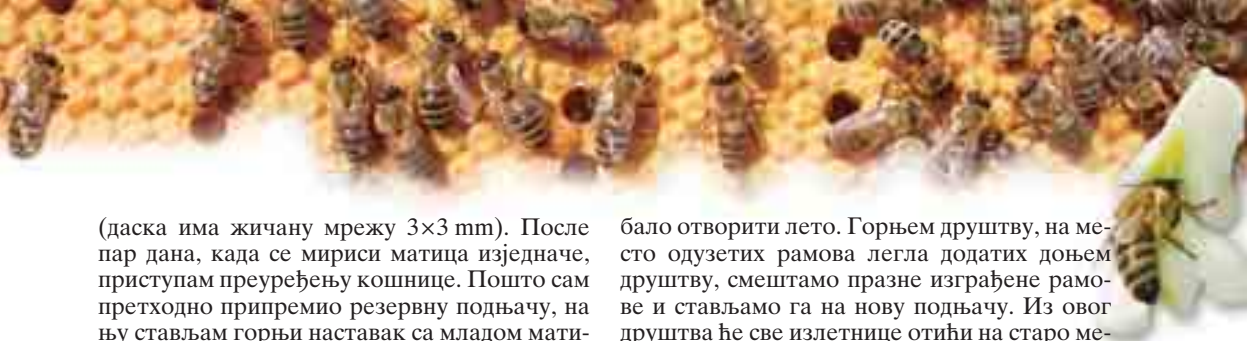 (даска има жичану мрежу 3×3 mm). После
пар дана, када се мириси матица изједначе,
приступам преуређењу кошнице. Пошто сам
претходно припремио резервну подњачу, на
њу стављам горњи наставак са младом мати-
бало отворити лето. Горњем друштву, на ме-
сто одузетих рамова легла додатих доњем
друштву, смештамо празне изграђене рамо-
ве и стављамо га на нову подњачу. Из овог
друштва ће све излетнице отићи на старо ме-